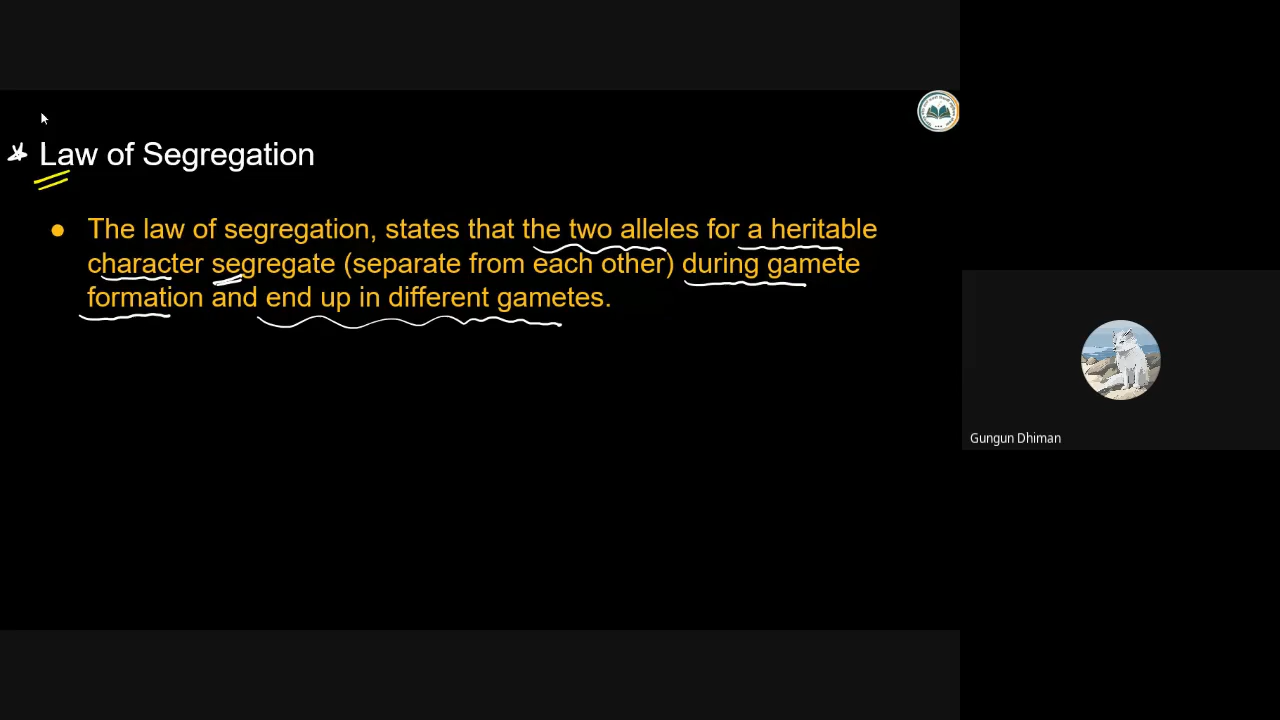 Law of Segregation
● The law of segregation, states that the two alleles for a heritable
character segregate (separate from each other) during gamete
formation and end up in different gametes.
Gungun Dhiman